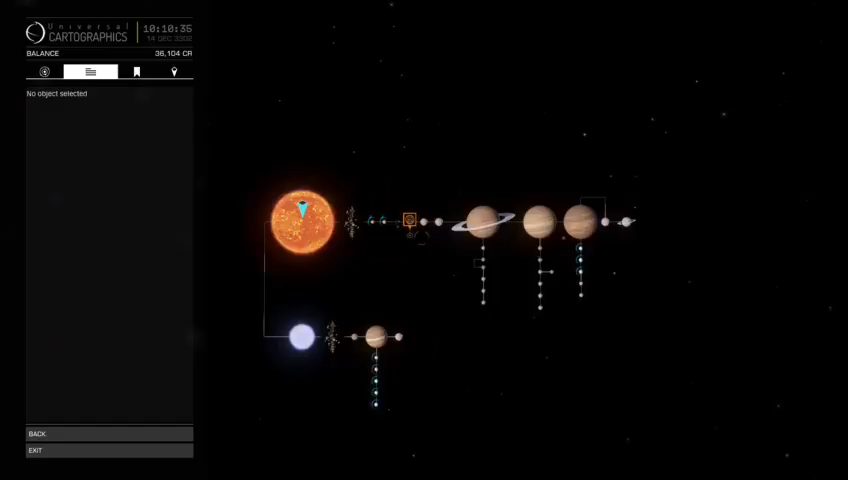 Universal
CARTOGRAPHICS
10:10:35
14 DEC 3302
BALANCE 36,104 CR
No object selected
BACK
EXIT